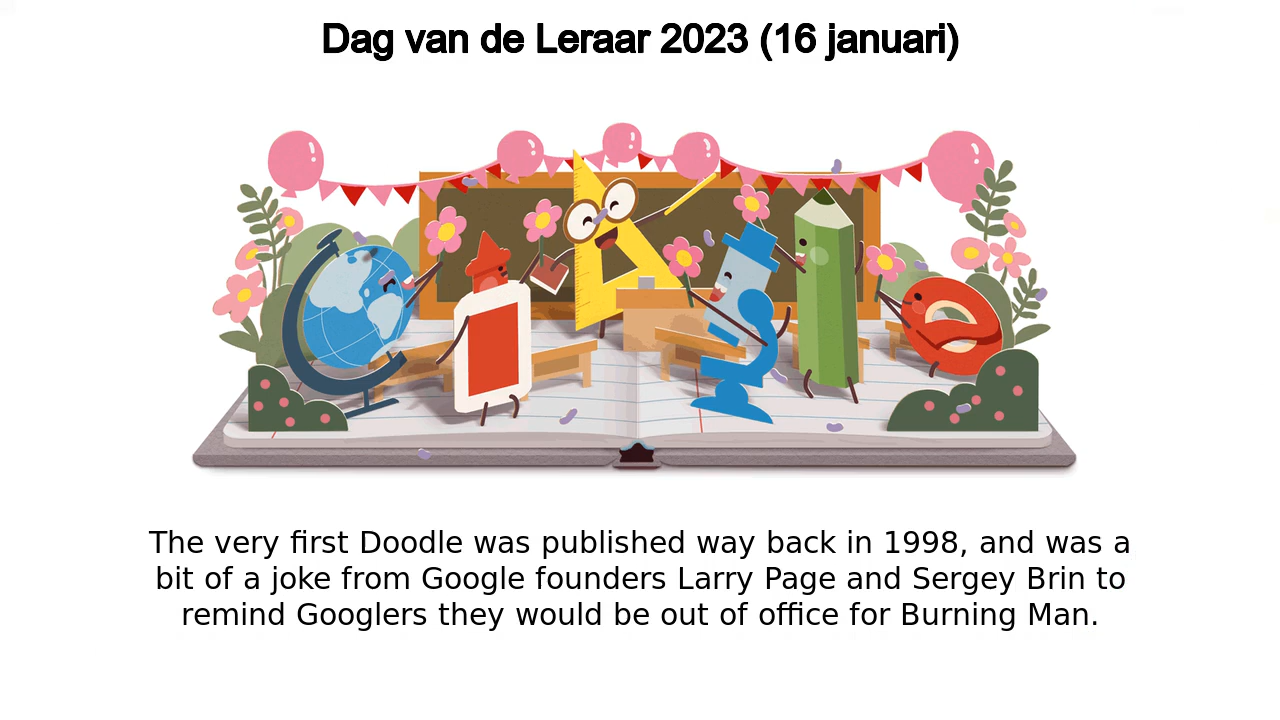 Dag van de Leraar 2023 (16 januari)
The very first Doodle was published way back in 1998, and was a
bit of a joke from Google founders Larry Page and Sergey Brin to
remind Googlers they would be out of office for Burning Man.